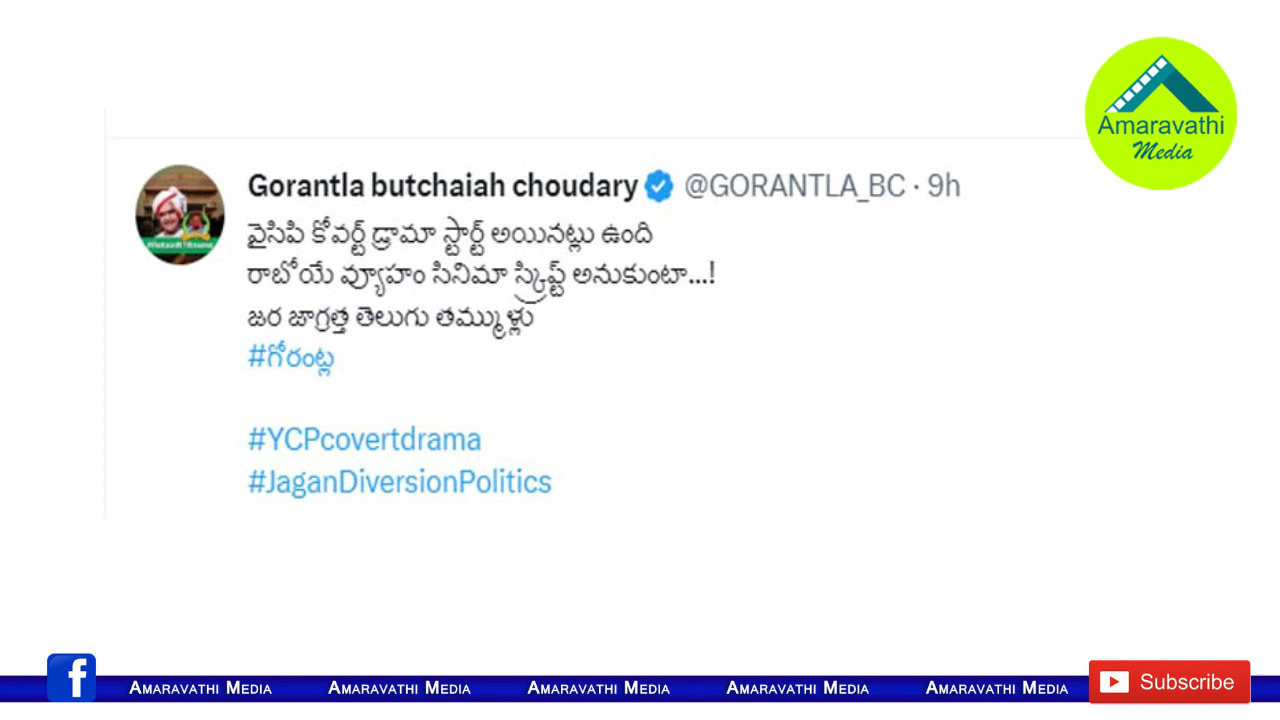 Amaravathi
Media
Gorantla butchaiah choudary @GORANTLA_BC · 9h
వైసిపి కోవర్ట్ డ్రామా స్టార్ట్ అయినట్లు ఉంది
రాబోయే వ్యూహం సినిమా స్క్రిప్ట్ అనుకుంటా...!
జర జాగ్రత్త తెలుగు తమ్ముళ్లు
#గోరంట్ల
#YCPcovertdrama
#JaganDiversionPolitics
f Amaravathi Media Amaravathi Media Amaravathi Media Amaravathi Media Amaravathi Media Subscribe